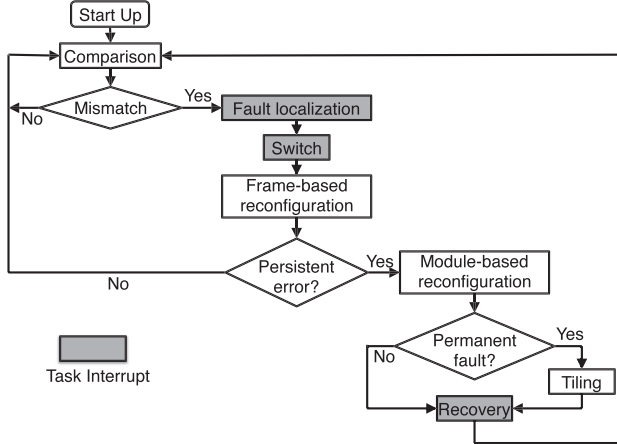 Start Up
Comparison
Mismatch
Yes
No
Fault localization
Switch
Frame-based
reconfiguration
Persistent
error?
Yes
No
Module-based
reconfiguration
Permanent
fault?
Yes
No
Tiling
Recovery
Task Interrupt